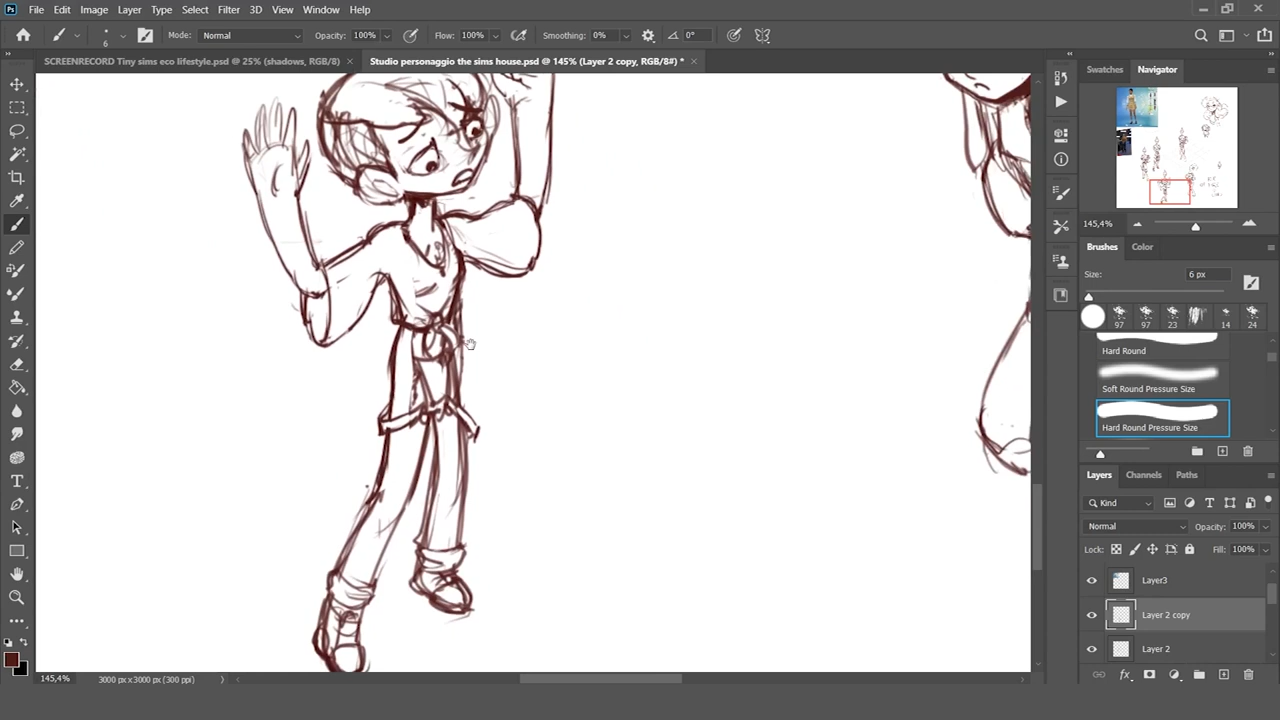 Ps File Edit Image Layer Type Select Filter 3D View Window Help
6 Mode: Normal Opacity: 100% Flow: 100% Smoothing: 0% 0°
SCREENRECORD Tiny sims eco lifestyle.psd @ 25% (shadows, RGB/8) × Studio personaggio the sims house.psd @ 145% (Layer 2 copy, RGB/8#) * ×
Swatches Navigator
145,4%
Brushes Color
Size: 6 px
97 97 23 14 24
Hard Round
Soft Round Pressure Size
Hard Round Pressure Size
Layers Channels Paths
Kind
Normal Opacity: 100%
Lock: Fill: 100%
Layer3
Layer 2 copy
Layer 2
fx
145,4% 3000 px x 3000 px (300 ppi)